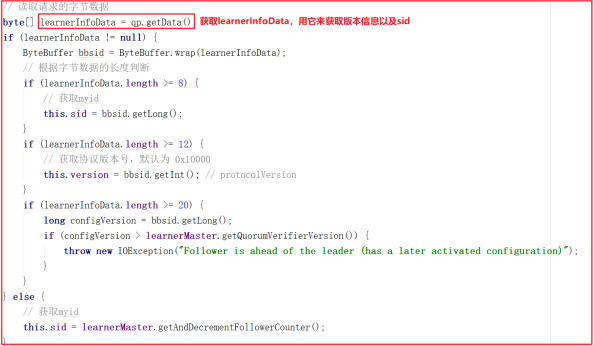 // 读取请求的字节数据
byte[] learnerInfoData = qp.getData() 获取learnerInfoData，用它来获取版本信息以及sid
if (learnerInfoData != null) {
ByteBuffer bbsid = ByteBuffer.wrap(learnerInfoData);
// 根据字节数据的长度判断
if (learnerInfoData.length >= 8) {
// 获取myid
this.sid = bbsid.getLong();
}
if (learnerInfoData.length >= 12) {
// 获取协议版本号，默认为 0x10000
this.version = bbsid.getInt(); // protocolVersion
}
if (learnerInfoData.length >= 20) {
long configVersion = bbsid.getLong();
if (configVersion > learnerMaster.getQuorumVerifierVersion()) {
throw new IOException("Follower is ahead of the leader (has a later activated configuration)");
}
}
} else {
// 获取myid
this.sid = learnerMaster.getAndDecrementFollowerCounter();
}